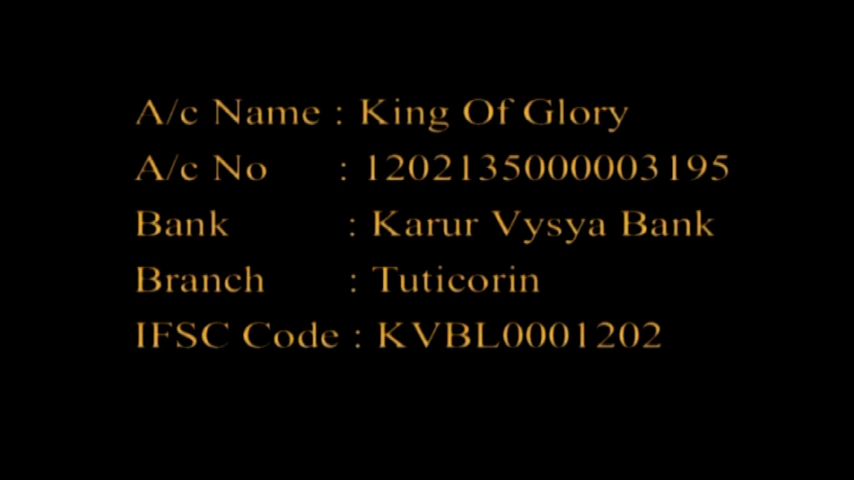 A/c Name : King Of Glory
A/c No : 1202135000003195
Bank : Karur Vysya Bank
Branch : Tuticorin
IFSC Code : KVBL0001202